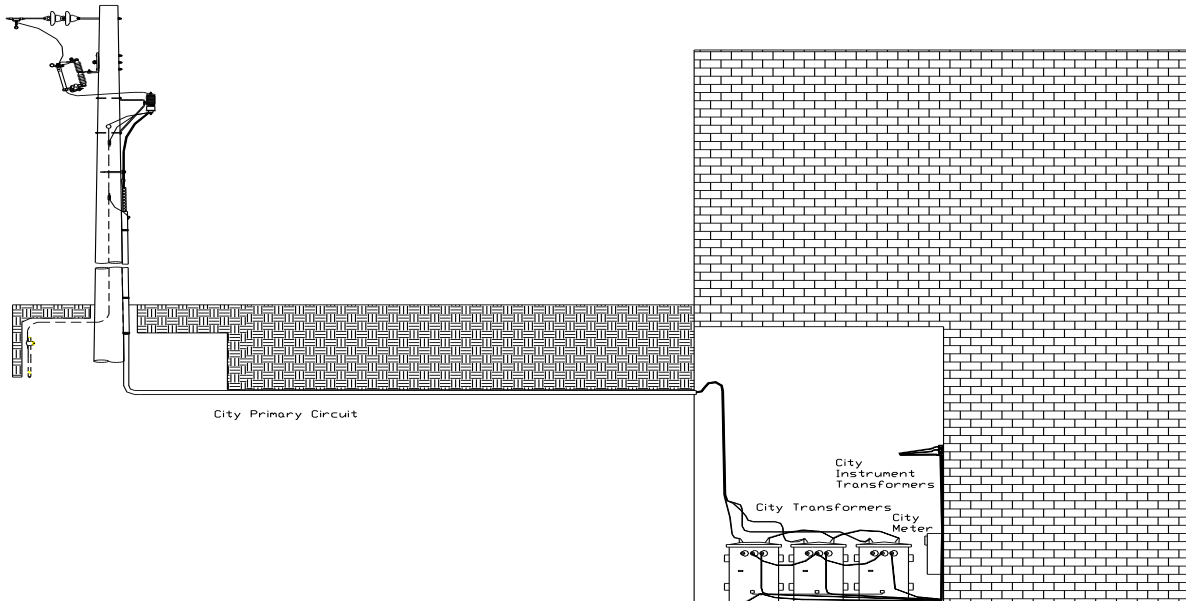 City Primary Circuit
City
Instrument
Transformers
City Transformers
City
Meter